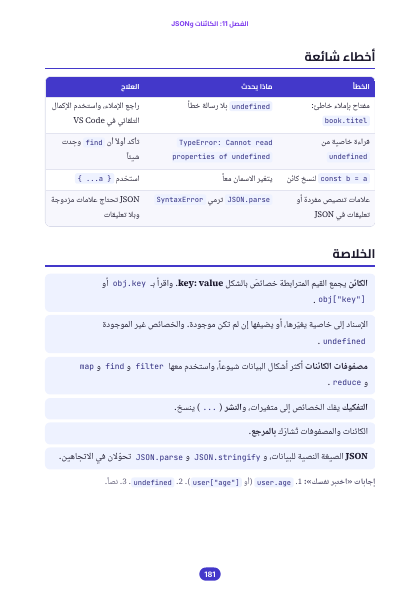 الفصل 11: الكائنات وJSON
أخطاء شائعة
الخطأ ماذا يحدث العلاج
مفتاح بإملاء خاطئ: undefined بلا رسالة خطأ راجع الإملاء، واستخدم الإكمال
book.titel التلقائي في VS Code
قراءة خاصية من TypeError: Cannot read تأكد أولاً أن find وجدت
undefined properties of undefined شيئاً
const b = a لنسخ كائن يتغير الاسمان معاً استخدم { ...a }
علامات تنصيص مفردة أو JSON.parse ترمي SyntaxError JSON تحتاج علامات مزدوجة
تعليقات في JSON وبلا تعليقات
الخلاصة
الكائن يجمع القيم المترابطة خصائصَ بالشكل key: value. واقرأ بـ obj.key أو
obj["key"] .
الإسناد إلى خاصية يغيّرها، أو يضيفها إن لم تكن موجودة. والخصائص غير الموجودة
undefined .
مصفوفات الكائنات أكثر أشكال البيانات شيوعاً، واستخدم معها filter و find و map
و reduce .
التفكيك يفك الخصائص إلى متغيرات، والنشر ( ... ) ينسخ.
الكائنات والمصفوفات تُشارَك بالمرجع.
JSON الصيغة النصية للبيانات، و JSON.stringify و JSON.parse تحوّلان في الاتجاهين.
إجابات «اختبر نفسك»: 1. user.age (أو user["age"] ). 2. undefined . 3. نصاً.
181